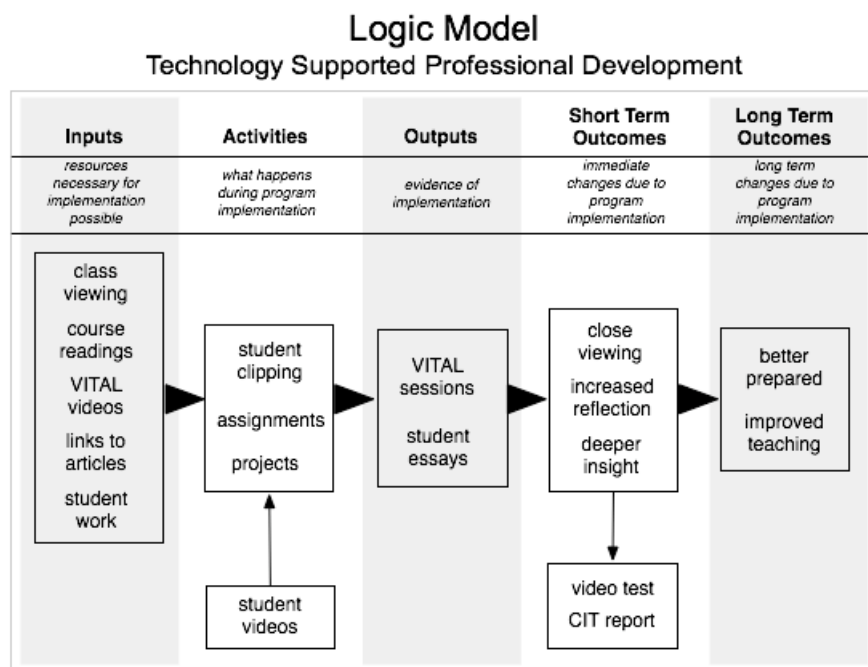 Logic Model
Technology Supported Professional Development
Inputs
Activities
Outputs
Short Term
Outcomes
Long Term
Outcomes
resources
necessary for
implementation
possible
what happens
during program
implementation
evidence of
implementation
immediate
changes due to
program
implementation
long term
changes due to
program
implementation
class
viewing
course
readings
VITAL
videos
links to
articles
student
work
student
clipping
assignments
projects
student
videos
VITAL
sessions
student
essays
close
viewing
increased
reflection
deeper
insight
video test
CIT report
better
prepared
improved
teaching